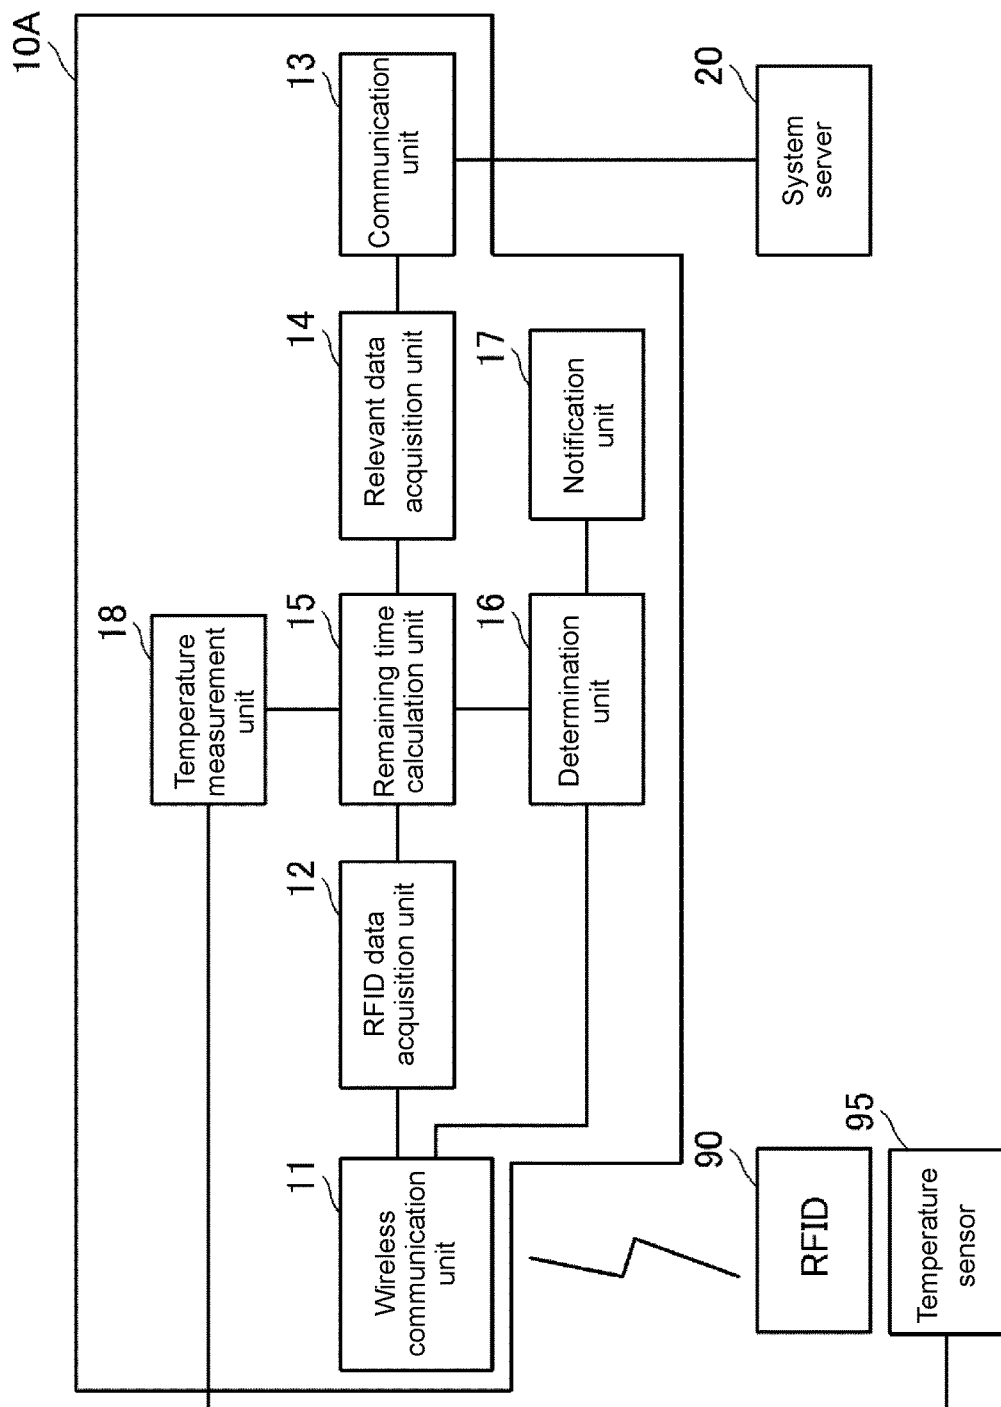 10A
18
Temperature
measurement
unit
11
Wireless
communication
unit
12
RFID data
acquisition unit
15
Remaining time
calculation unit
14
Relevant data
acquisition unit
13
Communication
unit
16
Determination
unit
17
Notification
unit
90
RFID
95
Temperature
sensor
20
System
server